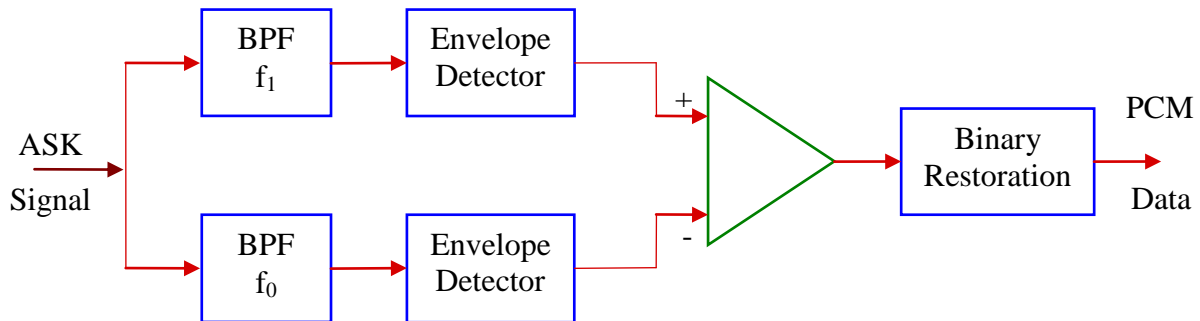 BPF
f₁
Envelope
Detector
+
PCM
ASK
Signal
Binary
Restoration
Data
BPF
f₀
Envelope
Detector
-